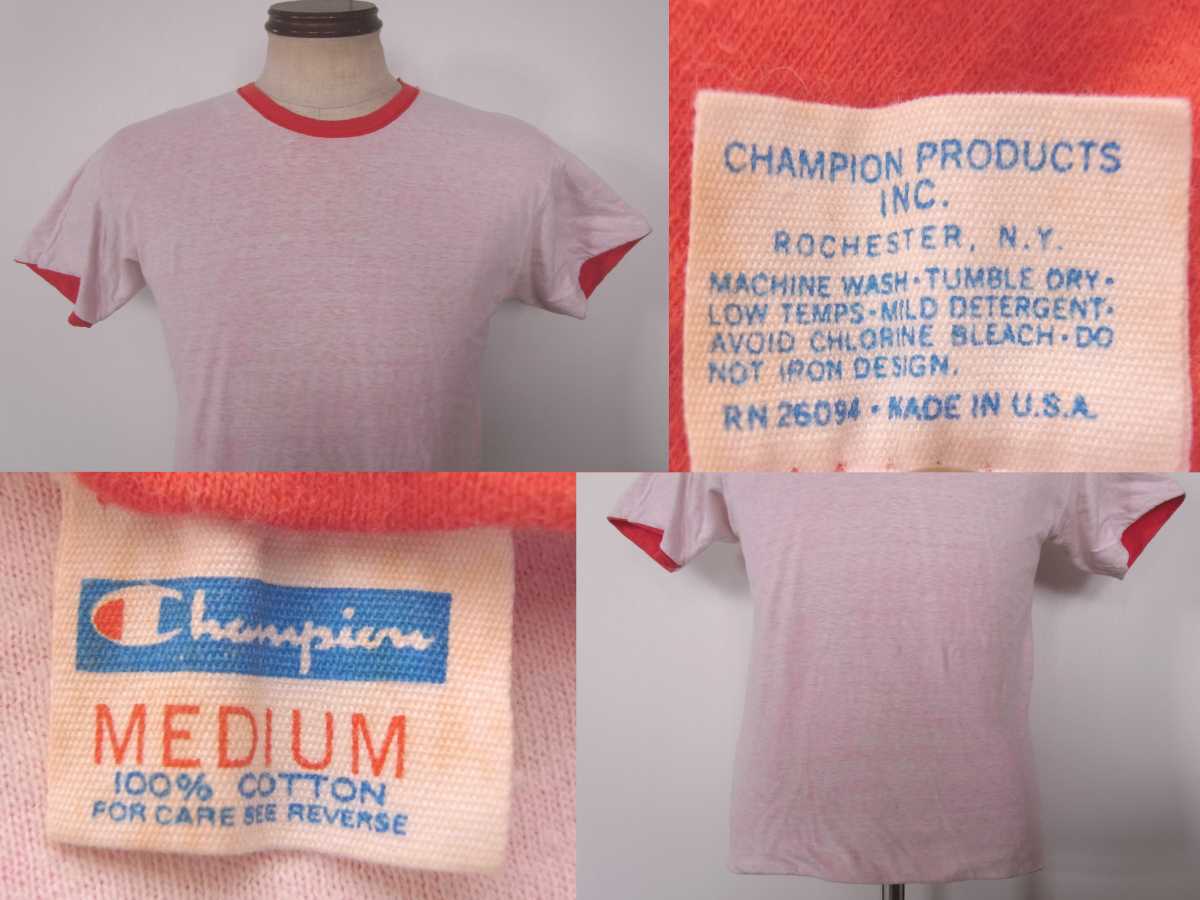 CHAMPION PRODUCTS
INC.
ROCHESTER, N.Y.
MACHINE WASH·TUMBLE DRY·
LOW TEMPS·MILD DETERGENT·
AVOID CHLORINE BLEACH·DO
NOT IRON DESIGN.
RN 26094·MADE IN U.S.A.
Champion
MEDIUM
100% COTTON
FOR CARE SEE REVERSE